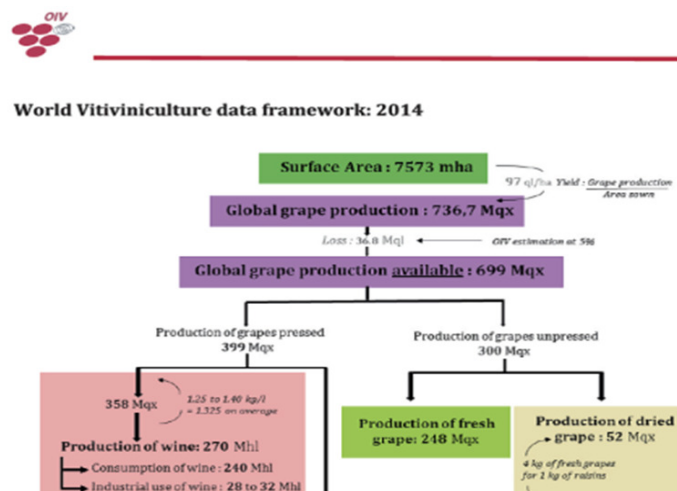 OIV
World Vitiviniculture data framework: 2014
Surface Area : 7573 mha
97 ql/ha Yield : Grape production
Area sown
Global grape production : 736,7 Mqx
Loss : 36.8 Mql
OIV estimation at 5%
Global grape production available : 699 Mqx
Production of grapes pressed
399 Mqx
Production of grapes unpressed
300 Mqx
358 Mqx
1.25 to 1.40 kg/l
= 1.325 on average
Production of wine: 270 Mhl
Consumption of wine : 240 Mhl
Industrial use of wine : 28 to 32 Mhl
Production of fresh
grape: 248 Mqx
Production of dried
grape : 52 Mqx
4 kg of fresh grapes
for 1 kg of raisins